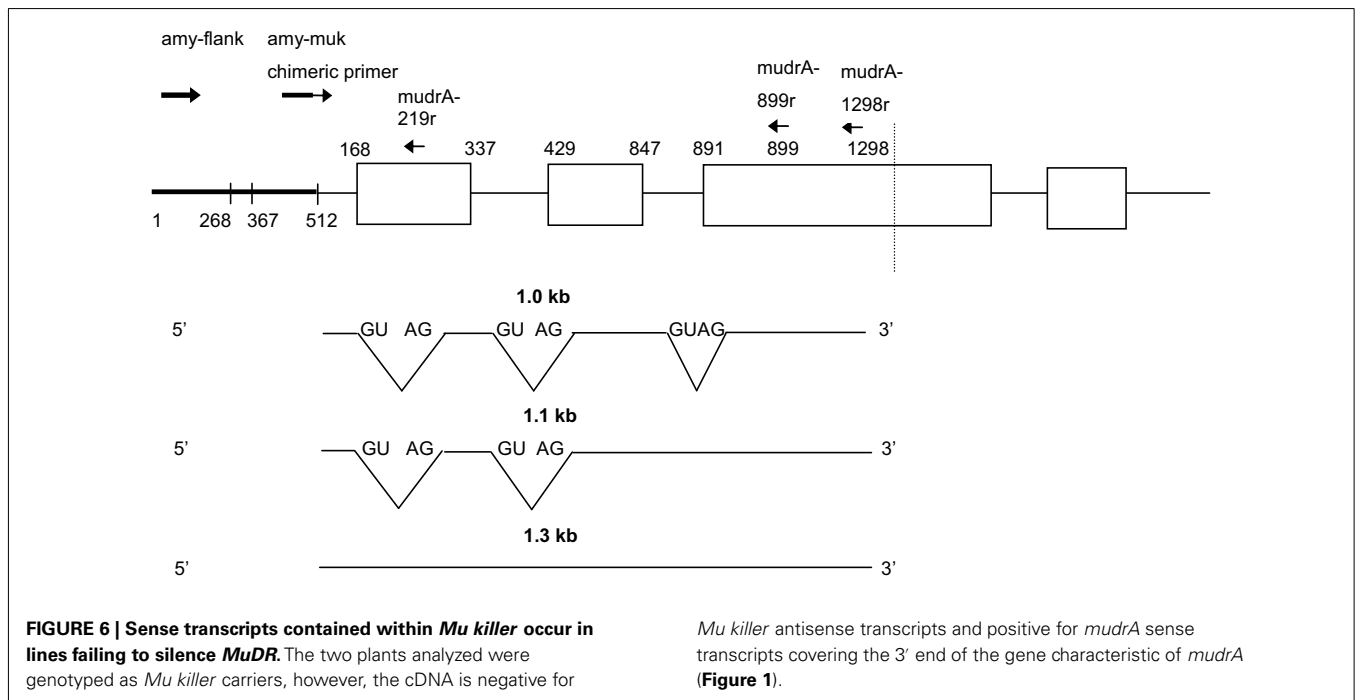 amy-flank amy-muk
chimeric primer
mudrA-
219r
mudrA-
899r
mudrA-
1298r
168 337 429 847 891 899 1298
1 268 367 512
1.0 kb
5’ GU AG GU AG GUAG 3’
1.1 kb
5’ GU AG GU AG 3’
1.3 kb
5’ 3’
FIGURE 6 | Sense transcripts contained within Mu killer occur in
lines failing to silence MuDR. The two plants analyzed were
genotyped as Mu killer carriers, however, the cDNA is negative for
Mu killer antisense transcripts and positive for mudrA sense
transcripts covering the 3′ end of the gene characteristic of mudrA
(Figure 1).